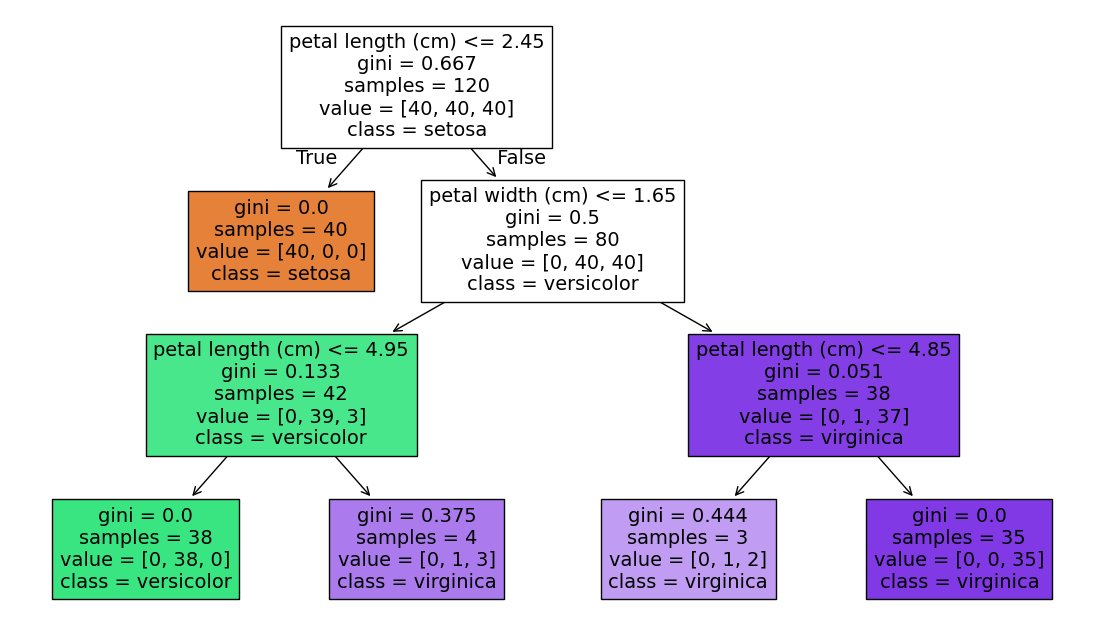 petal length (cm) <= 2.45
gini = 0.667
samples = 120
value = [40, 40, 40]
class = setosa
True
False
gini = 0.0
samples = 40
value = [40, 0, 0]
class = setosa
petal width (cm) <= 1.65
gini = 0.5
samples = 80
value = [0, 40, 40]
class = versicolor
petal length (cm) <= 4.95
gini = 0.133
samples = 42
value = [0, 39, 3]
class = versicolor
petal length (cm) <= 4.85
gini = 0.051
samples = 38
value = [0, 1, 37]
class = virginica
gini = 0.0
samples = 38
value = [0, 38, 0]
class = versicolor
gini = 0.375
samples = 4
value = [0, 1, 3]
class = virginica
gini = 0.444
samples = 3
value = [0, 1, 2]
class = virginica
gini = 0.0
samples = 35
value = [0, 0, 35]
class = virginica